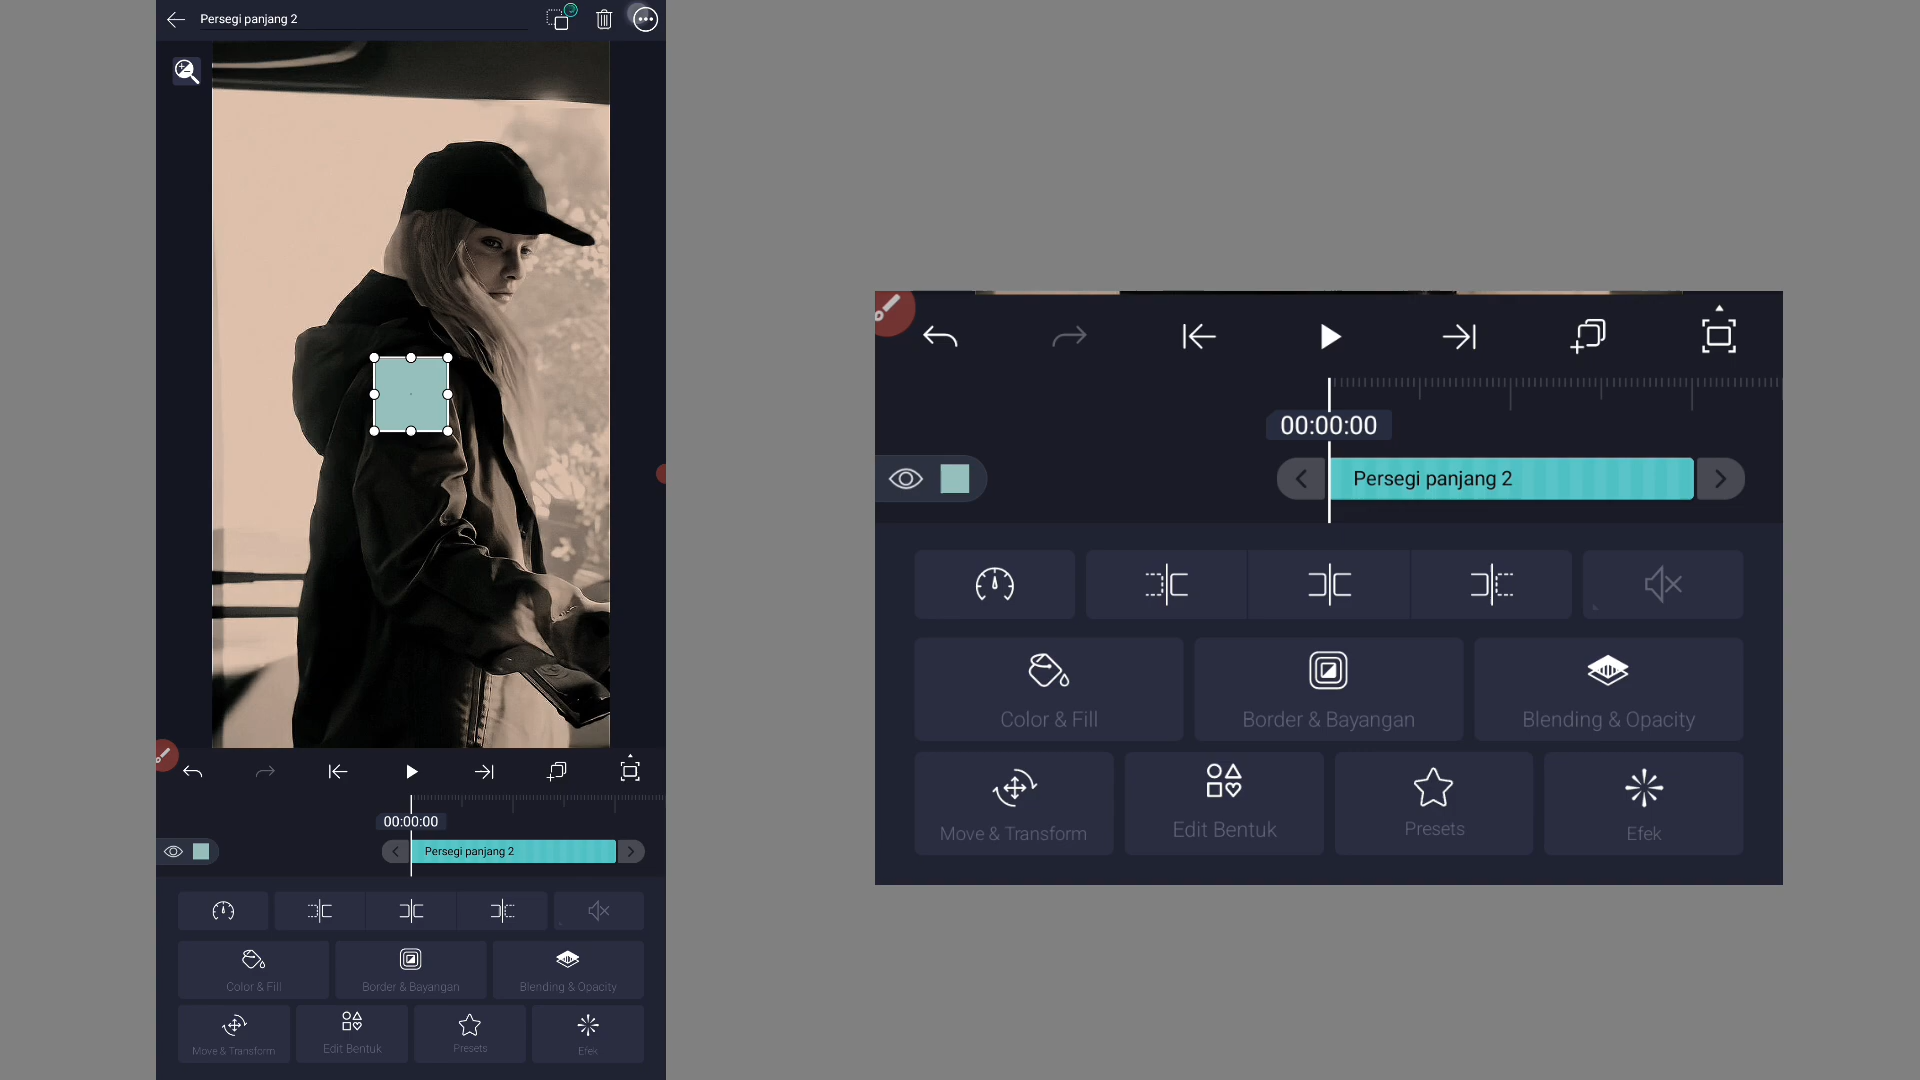 Persegi panjang 2
00:00:00
Persegi panjang 2
Color & Fill
Border & Bayangan
Blending & Opacity
Move & Transform
Edit Bentuk
Presets
Efek
00:00:00
Persegi panjang 2
Color & Fill
Border & Bayangan
Blending & Opacity
Move & Transform
Edit Bentuk
Presets
Efek